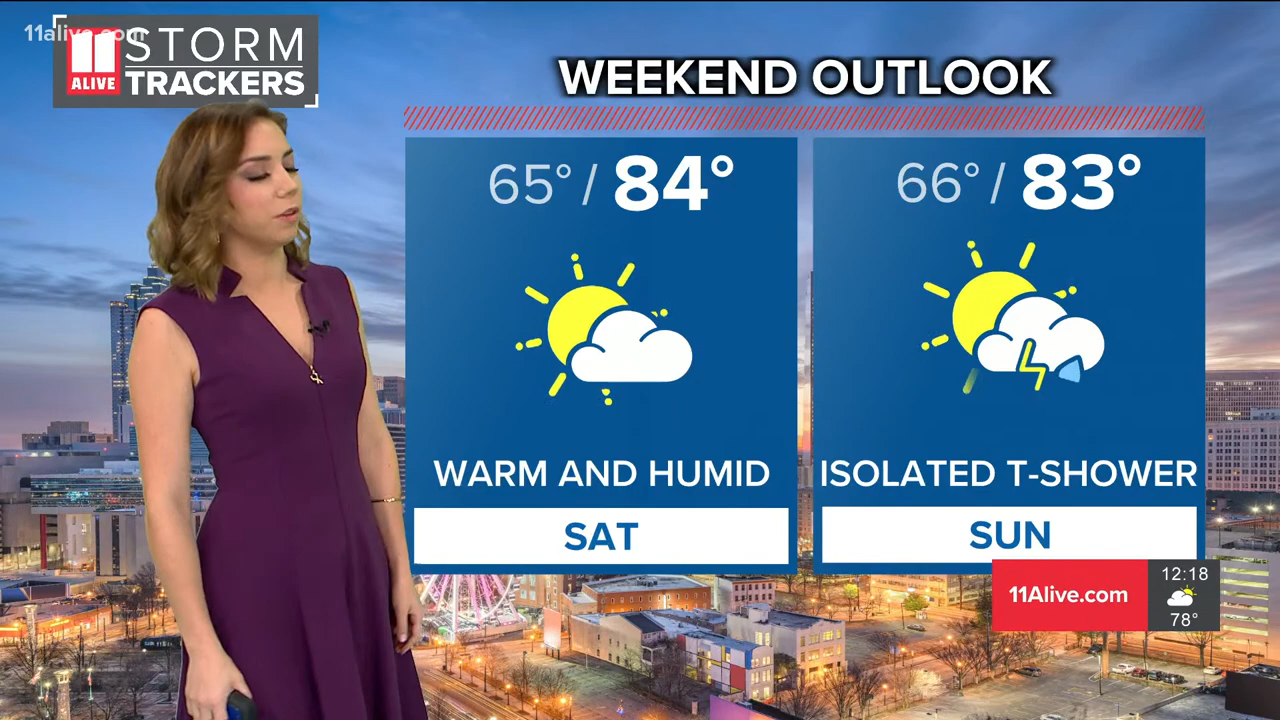 11alive.com
11
ALIVE
STORM
TRACKERS
WEEKEND OUTLOOK
65°/ 84°
66°/ 83°
WARM AND HUMID
ISOLATED T-SHOWER
SAT
SUN
11Alive.com
12:18
78°